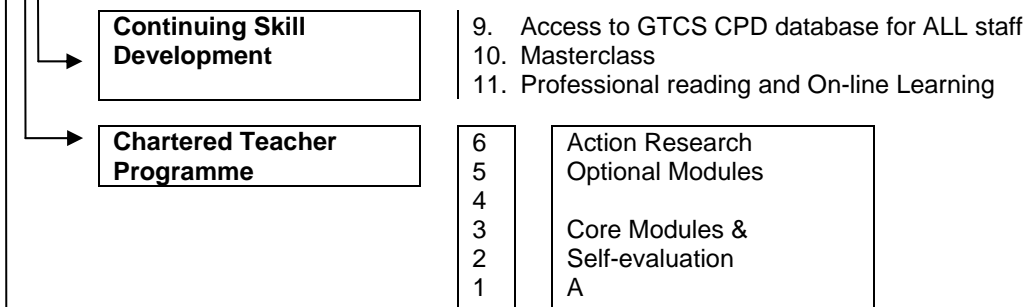 Continuing Skill
Development
9. Access to GTCS CPD database for ALL staff
10. Masterclass
11. Professional reading and On-line Learning
Chartered Teacher
Programme
6 Action Research
5 Optional Modules
4
3 Core Modules &
2 Self-evaluation
1 A